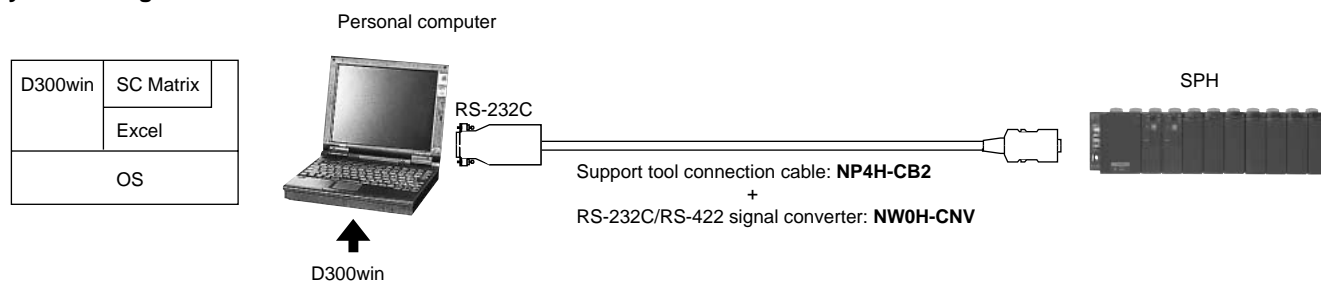 Personal computer
D300win
SC Matrix
Excel
OS
RS-232C
SPH
Support tool connection cable: NP4H-CB2
+
RS-232C/RS-422 signal converter: NW0H-CNV
D300win